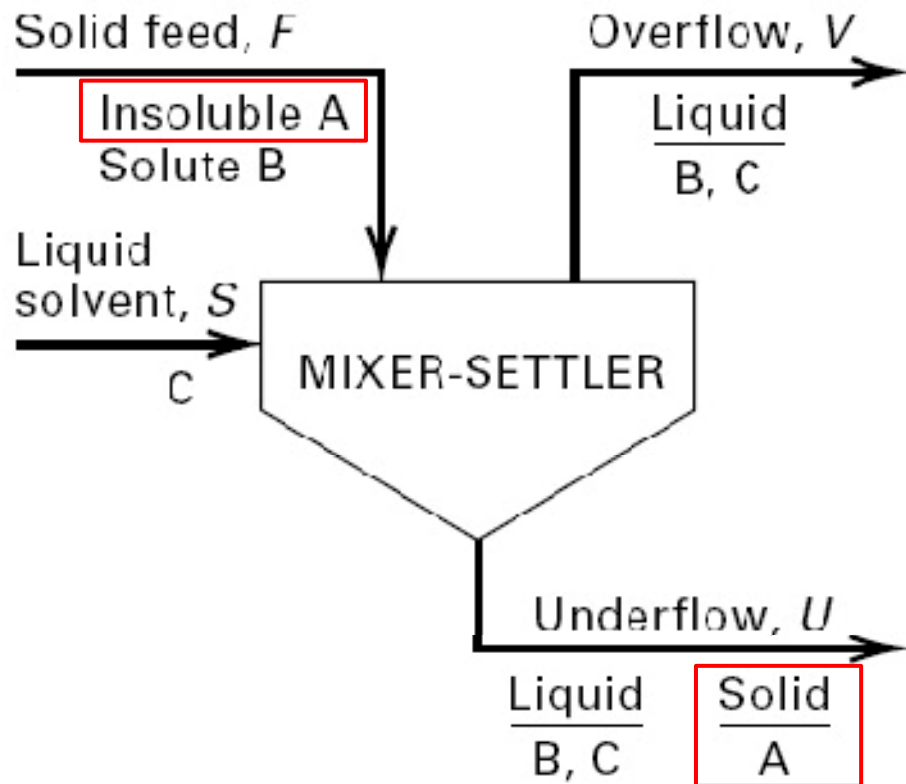 Solid feed, F
Insoluble A
Solute B
Overflow, V
Liquid
B, C
Liquid
solvent, S
C
MIXER-SETTLER
Underflow, U
Liquid
B, C
Solid
A